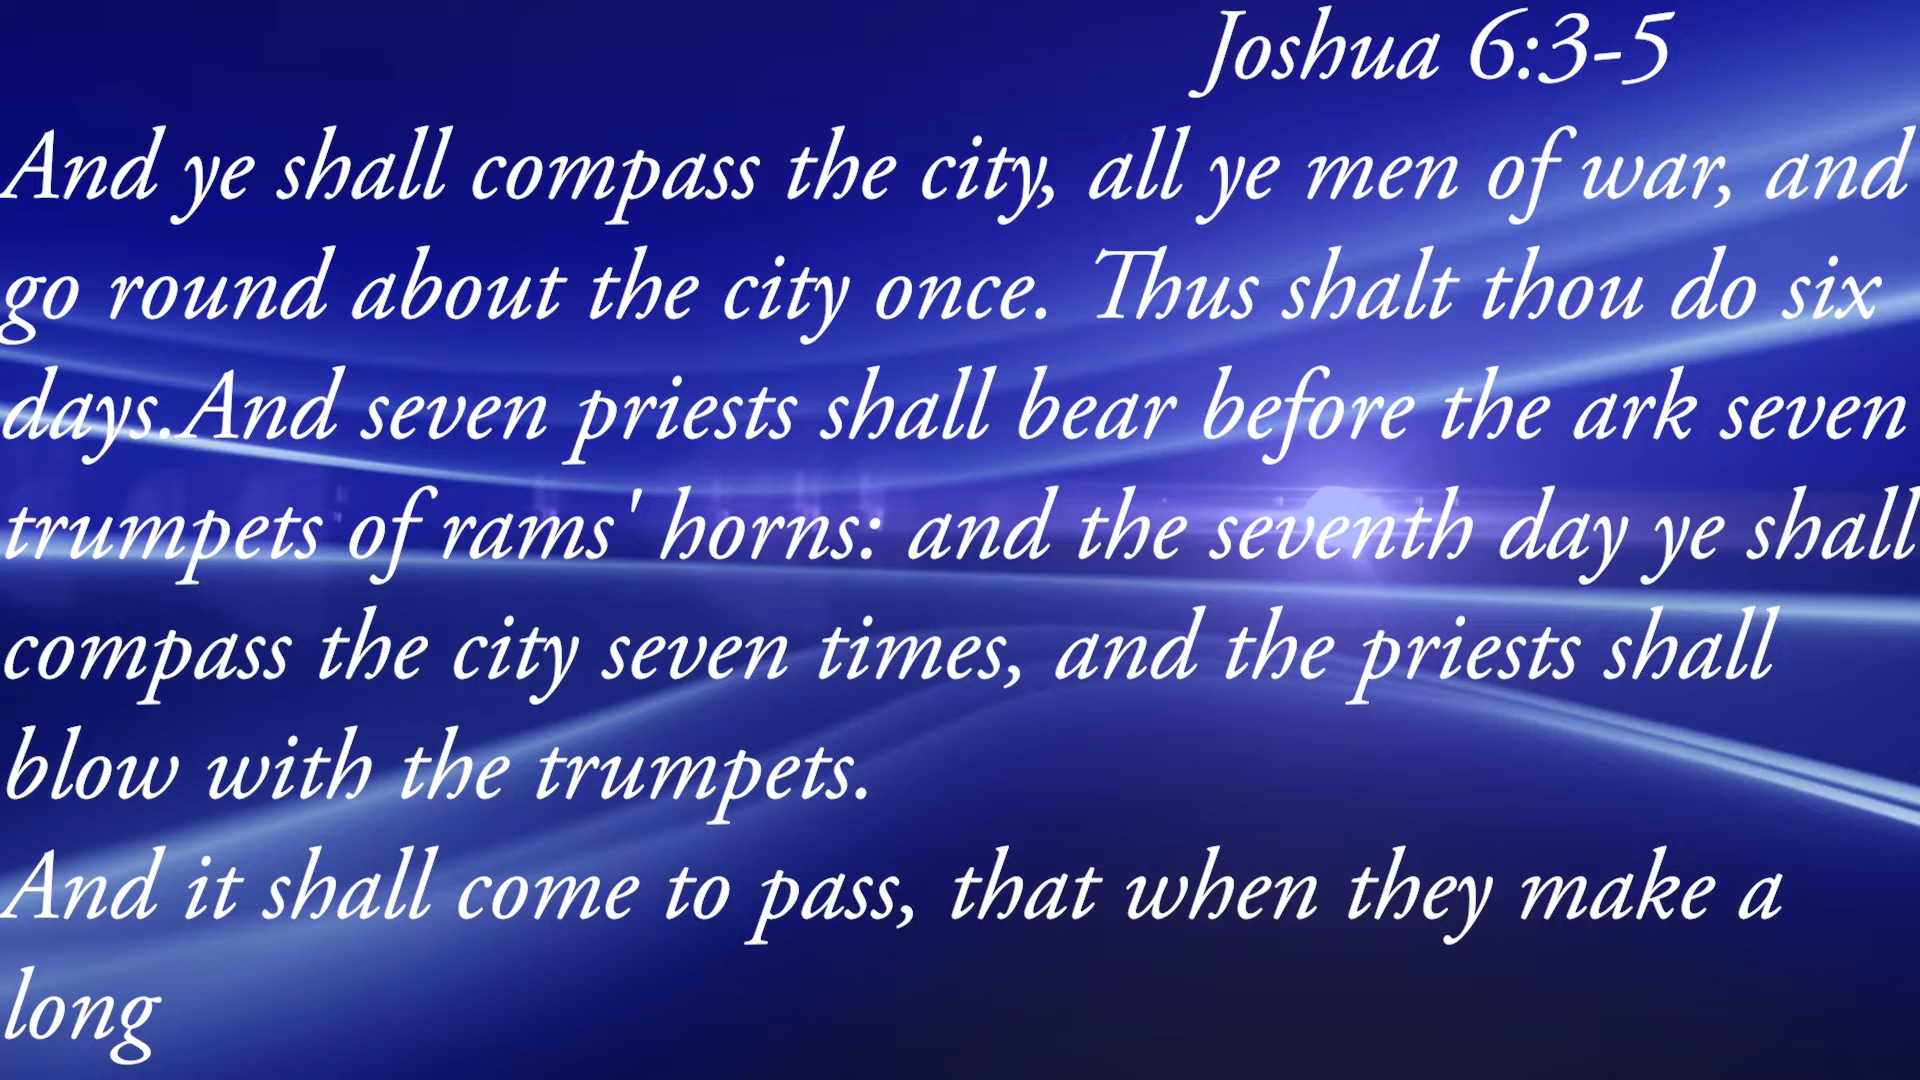 Joshua 6:3-5
And ye shall compass the city, all ye men of war, and
go round about the city once. Thus shalt thou do six
days.And seven priests shall bear before the ark seven
trumpets of rams' horns: and the seventh day ye shall
compass the city seven times, and the priests shall
blow with the trumpets.
And it shall come to pass, that when they make a
long